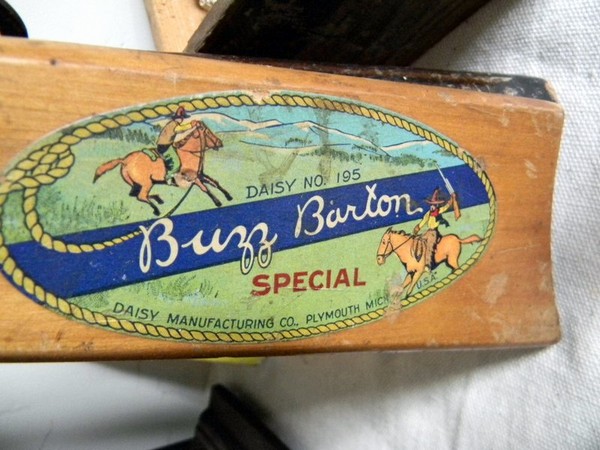 DAISY NO. 195
Buzz Barton
SPECIAL
DAISY MANUFACTURING CO., PLYMOUTH MICH. U.S.A.